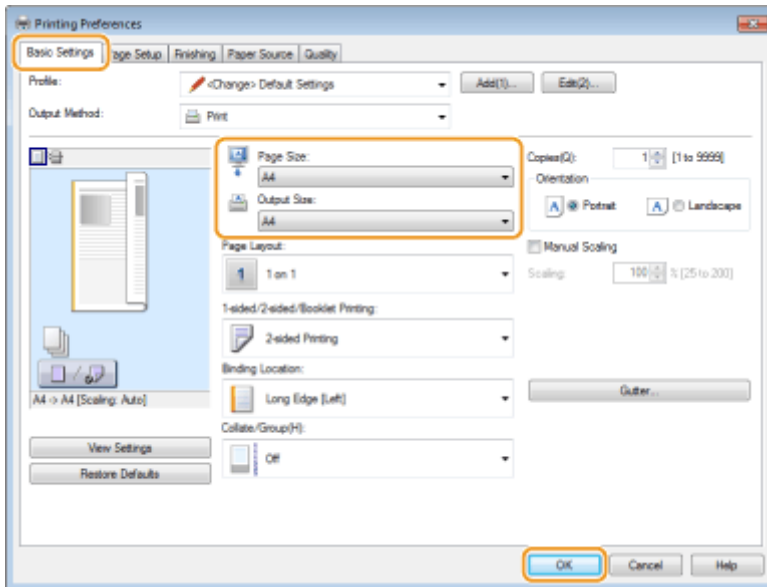 Printing Preferences
Basic Settings Page Setup Finishing Paper Source Quality
Profile: <Change> Default Settings Add(1)... Edit(2)...
Output Method: Print
Page Size:
A4
Output Size:
A4
Copies(Q): 1 [1 to 9999]
Orientation
A Portrait A Landscape
Page Layout:
1 1 on 1
Manual Scaling
Scaling: 100 % [25 to 200]
1-sided/2-sided/Booklet Printing:
2-sided Printing
Binding Location:
Long Edge [Left]
Gutter...
A4 -> A4 [Scaling: Auto]
Collate/Group(H):
Off
View Settings
Restore Defaults
OK Cancel Help